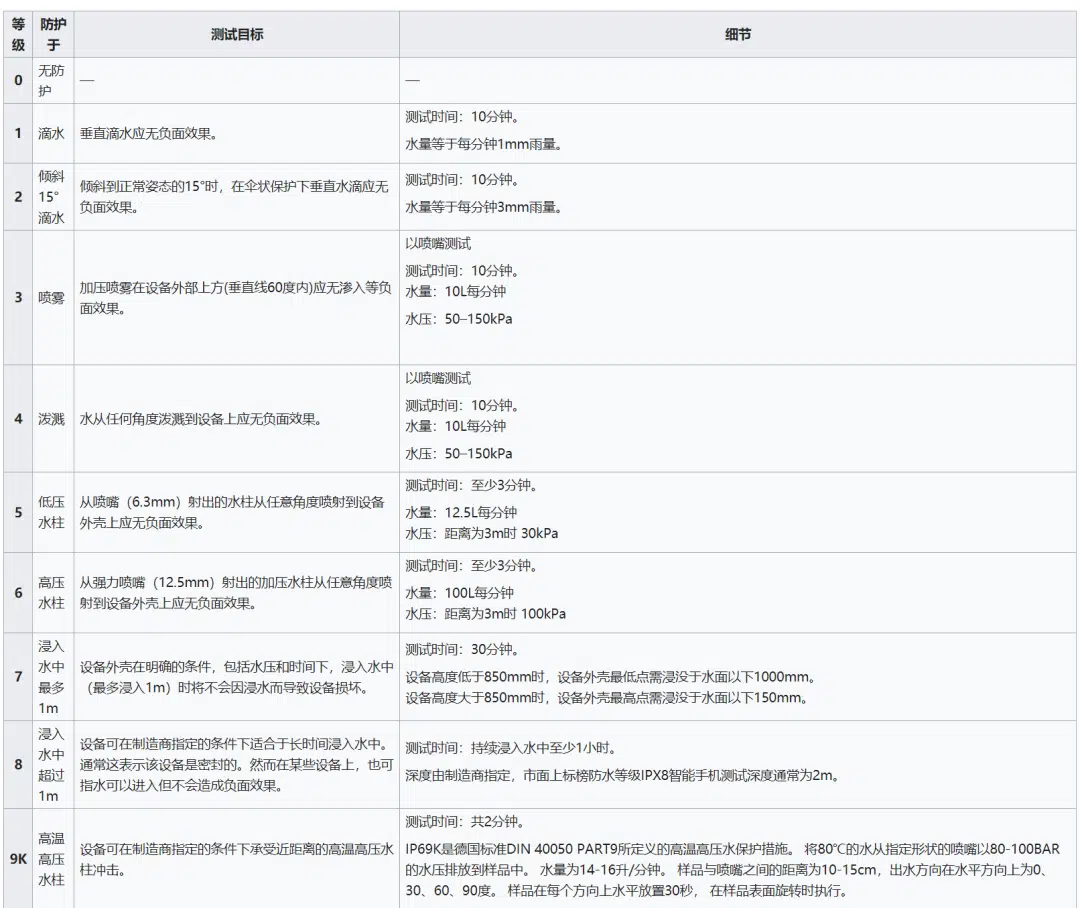 等级 防护于 测试目标 细节
0 无防护 — —
1 滴水 垂直滴水应无负面效果。
测试时间：10分钟。
水量等于每分钟1mm雨量。
2 倾斜15°滴水
倾斜到正常姿态的15°时，在伞状保护下垂直水滴应无
负面效果。
测试时间：10分钟。
水量等于每分钟3mm雨量。
3 喷雾
加压喷雾在设备外部上方(垂直线60度内)应无渗入等负
面效果。
以喷嘴测试
测试时间：10分钟。
水量：10L每分钟
水压：50–150kPa
4 泼溅 水从任何角度泼溅到设备上应无负面效果。
以喷嘴测试
测试时间：10分钟。
水量：10L每分钟
水压：50–150kPa
5 低压水柱
从喷嘴（6.3mm）射出的水柱从任意角度喷射到设备
外壳上应无负面效果。
测试时间：至少3分钟。
水量：12.5L每分钟
水压：距离为3m时 30kPa
6 高压水柱
从强力喷嘴（12.5mm）射出的加压水柱从任意角度喷
射到设备外壳上应无负面效果。
测试时间：至少3分钟。
水量：100L每分钟
水压：距离为3m时 100kPa
7 浸入水中最多1m
设备外壳在明确的条件，包括水压和时间下，浸入水中
（最多浸入1m）时将不会因浸水而导致设备损坏。
测试时间：30分钟。
设备高度低于850mm时，设备外壳最低点需浸没于水面以下1000mm。
设备高度大于850mm时，设备外壳最高点需浸没于水面以下150mm。
8 浸入水中超过1m
设备可在制造商指定的条件下适合于长时间浸入水中。
通常这表示该设备是密封的。然而在某些设备上，也可
指水可以进入但不会造成负面效果。
测试时间：持续浸入水中至少1小时。
深度由制造商指定，市面上标榜防水等级IPX8智能手机测试深度通常为2m。
9K 高温高压水柱
设备可在制造商指定的条件下承受近距离的高温高压水
柱冲击。
测试时间：共2分钟。
IP69K是德国标准DIN 40050 PART9所定义的高温高压水保护措施。 将80℃的水从指定形状的喷嘴以80-100BAR
的水压排放到样品中。 水量为14-16升/分钟。 样品与喷嘴之间的距离为10-15cm，出水方向在水平方向上为0、
30、60、90度。 样品在每个方向上水平放置30秒， 在样品表面旋转时执行。